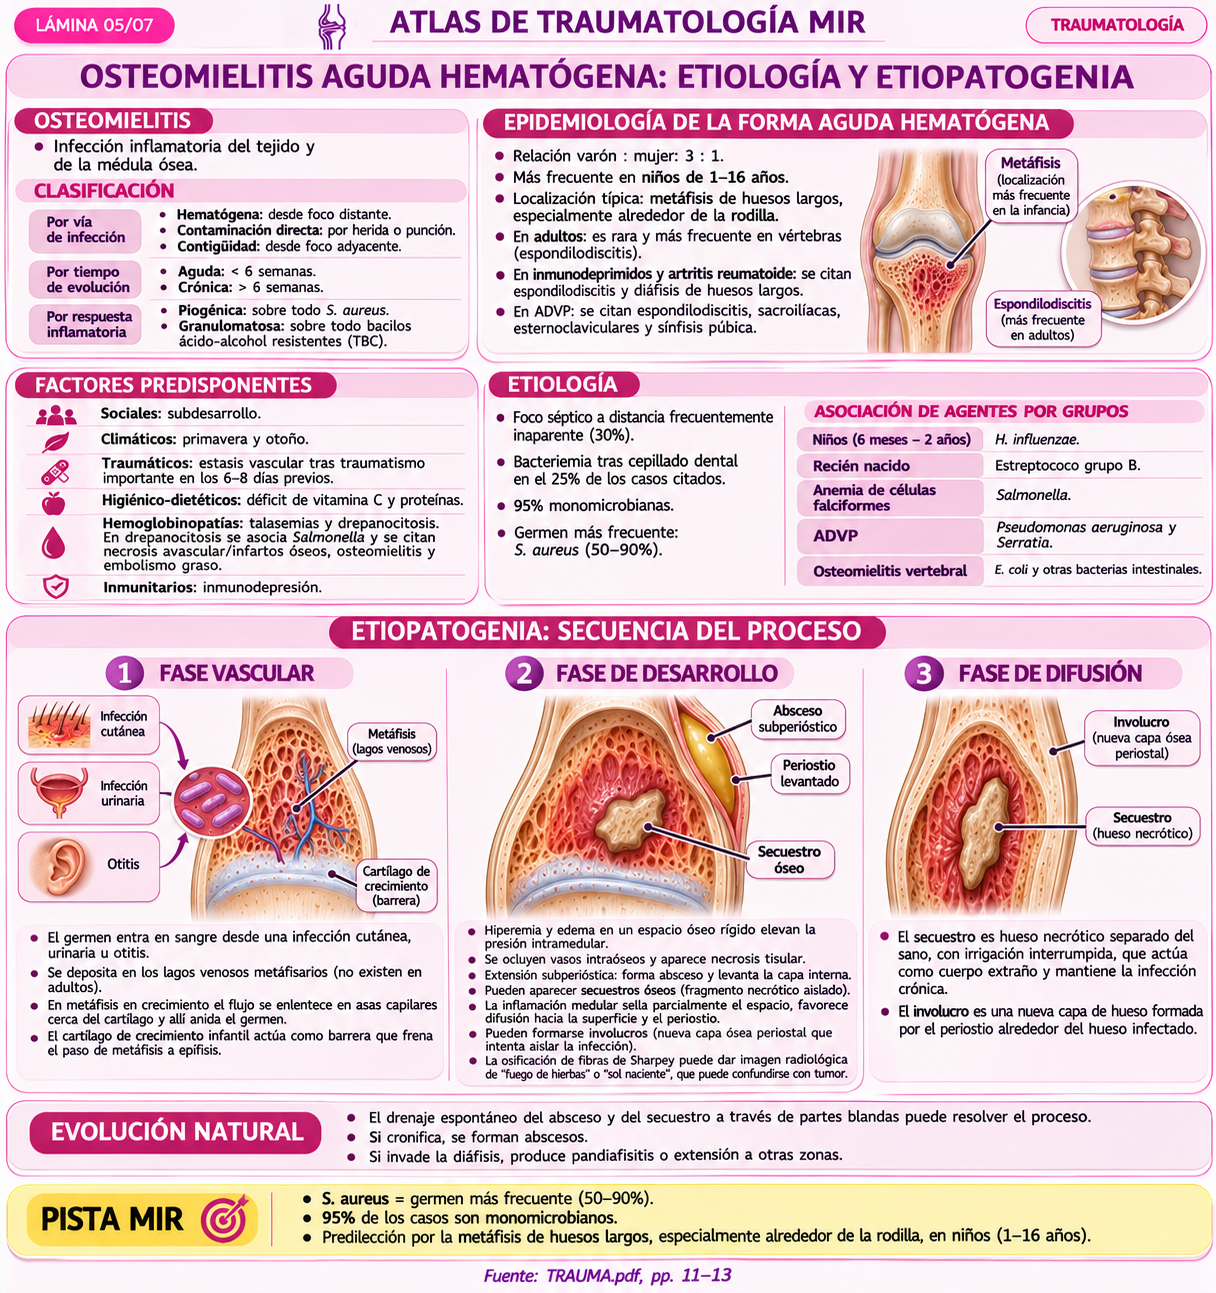 LÁMINA 05/07
ATLAS DE TRAUMATOLOGÍA MIR
TRAUMATOLOGÍA
OSTEOMIELITIS AGUDA HEMATÓGENA: ETIOLOGÍA Y ETIOPATOGENIA
OSTEOMIELITIS
• Infección inflamatoria del tejido y
de la médula ósea.
CLASIFICACIÓN
Por vía
de infección
• Hematógena: desde foco distante.
• Contaminación directa: por herida o punción.
• Contigüidad: desde foco adyacente.
Por tiempo
de evolución
• Aguda: < 6 semanas.
• Crónica: > 6 semanas.
Por respuesta
inflamatoria
• Piogénica: sobre todo S. aureus.
• Granulomatosa: sobre todo bacilos
ácido-alcohol resistentes (TBC).
EPIDEMIOLOGÍA DE LA FORMA AGUDA HEMATÓGENA
• Relación varón : mujer: 3 : 1.
• Más frecuente en niños de 1–16 años.
• Localización típica: metáfisis de huesos largos,
especialmente alrededor de la rodilla.
• En adultos: es rara y más frecuente en vértebras
(espondilodiscitis).
• En inmunodeprimidos y artritis reumatoide: se citan
espondilodiscitis y diáfisis de huesos largos.
• En ADVP: se citan espondilodiscitis, sacroilíacas,
esternoclaviculares y sínfisis púbica.
Metáfisis
(localización
más frecuente
en la infancia)
Espondilodiscitis
(más frecuente
en adultos)
FACTORES PREDISPONENTES
Sociales: subdesarrollo.
Climáticos: primavera y otoño.
Traumáticos: estasis vascular tras traumatismo
importante en los 6–8 días previos.
Higiénico-dietéticos: déficit de vitamina C y proteínas.
Hemoglobinopatías: talasemias y drepanocitosis.
En drepanocitosis se asocia Salmonella y se citan
necrosis avascular/infartos óseos, osteomielitis y
embolismo graso.
Inmunitarios: inmunodepresión.
ETIOLOGÍA
• Foco séptico a distancia frecuentemente
inaparente (30%).
• Bacteriemia tras cepillado dental
en el 25% de los casos citados.
• 95% monomicrobianas.
• Germen más frecuente:
S. aureus (50–90%).
ASOCIACIÓN DE AGENTES POR GRUPOS
Niños (6 meses – 2 años)
H. influenzae.
Recién nacido
Estreptococo grupo B.
Anemia de células
falciformes
Salmonella.
ADVP
Pseudomonas aeruginosa y
Serratia.
Osteomielitis vertebral
E. coli y otras bacterias intestinales.
ETIOPATOGENIA: SECUENCIA DEL PROCESO
1 FASE VASCULAR
Infección
cutánea
Infección
urinaria
Otitis
Metáfisis
(lagos venosos)
Cartílago de
crecimiento
(barrera)
• El germen entra en sangre desde una infección cutánea,
urinaria u otitis.
• Se deposita en los lagos venosos metáfisarios (no existen en
adultos).
• En metáfisis en crecimiento el flujo se enlentece en asas capilares
cerca del cartílago y allí anida el germen.
• El cartílago de crecimiento infantil actúa como barrera que frena
el paso de metáfisis a epífisis.
2 FASE DE DESARROLLO
Absceso
subperióstico
Periostio
levantado
Secuestro
óseo
• Hiperemia y edema en un espacio óseo rígido elevan la
presión intramedular.
• Se ocluyen vasos intraóseos y aparece necrosis tisular.
• Extensión subperióstica: forma absceso y levanta la capa interna.
• Pueden aparecer secuestros óseos (fragmento necrótico aislado).
• La inflamación medular sella parcialmente el espacio, favorece
difusión hacia la superficie y el periostio.
• Pueden formarse involucros (nueva capa ósea periostal que
intenta aislar la infección).
• La osificación de fibras de Sharpey puede dar imagen radiológica
de "fuego de hierbas" o "sol naciente", que puede confundirse con tumor.
3 FASE DE DIFUSIÓN
Involucro
(nueva capa ósea
periostal)
Secuestro
(hueso necrótico)
• El secuestro es hueso necrótico separado del
sano, con irrigación interrumpida, que actúa
como cuerpo extraño y mantiene la infección
crónica.
• El involucro es una nueva capa de hueso formada
por el periostio alrededor del hueso infectado.
EVOLUCIÓN NATURAL
• El drenaje espontáneo del absceso y del secuestro a través de partes blandas puede resolver el proceso.
• Si cronifica, se forman abscesos.
• Si invade la diáfisis, produce pandiafisitis o extensión a otras zonas.
PISTA MIR
• S. aureus = germen más frecuente (50–90%).
• 95% de los casos son monomicrobianos.
• Predilección por la metáfisis de huesos largos, especialmente alrededor de la rodilla, en niños (1–16 años).
Fuente: TRAUMA.pdf, pp. 11–13